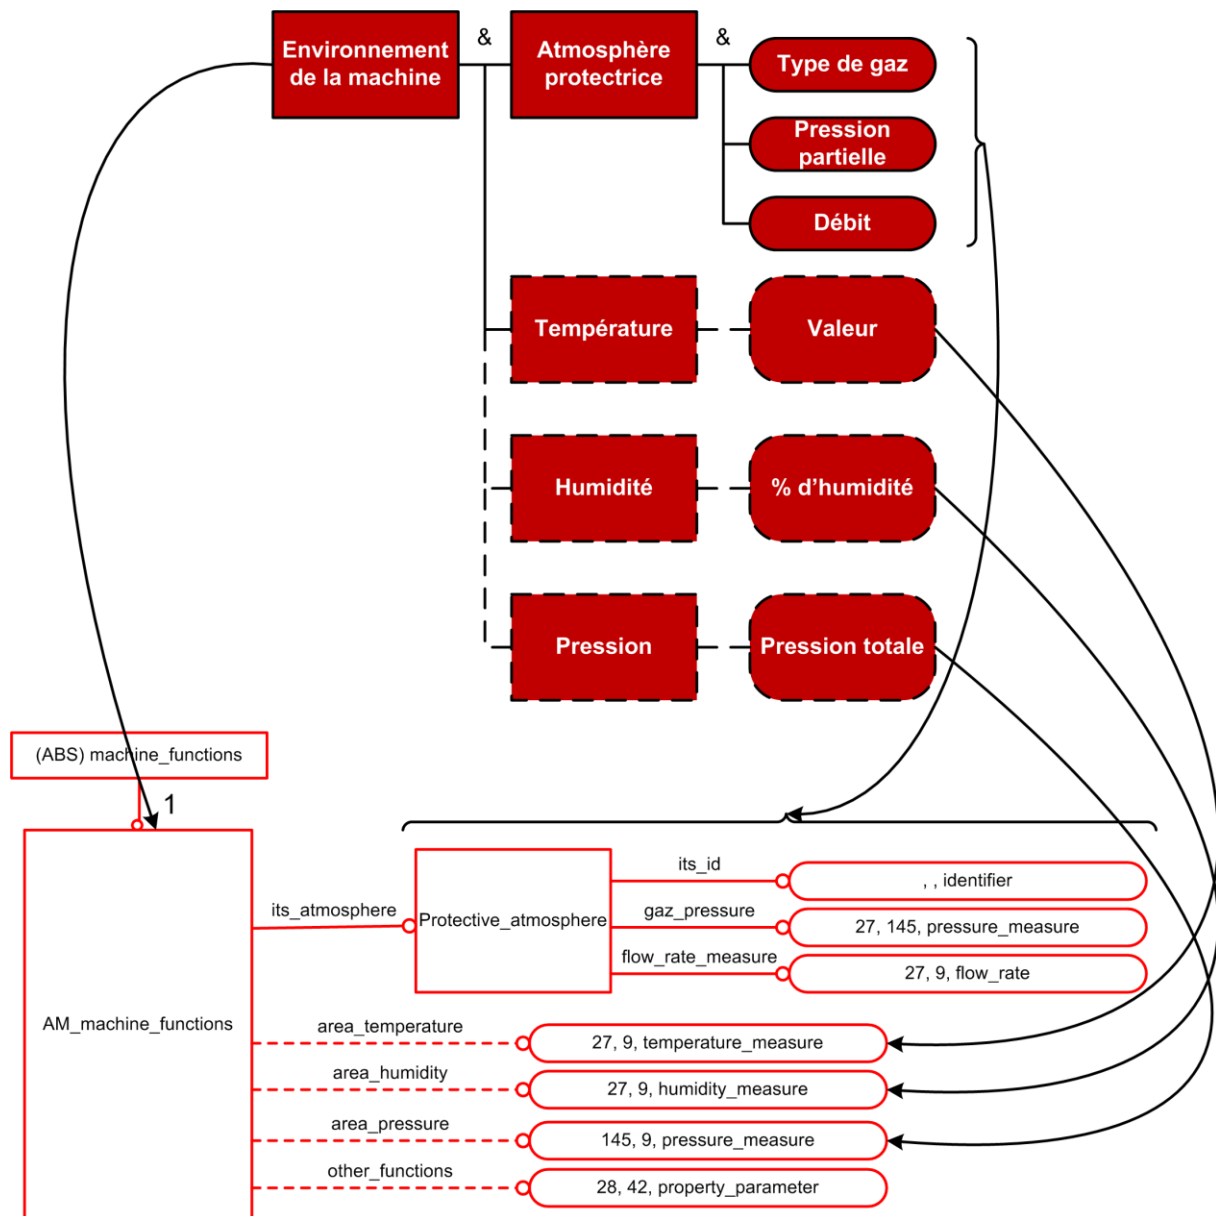 Environnement
de la machine
&
Atmosphère
protectrice
&
Type de gaz
Pression
partielle
Débit
Température
Valeur
Humidité
% d’humidité
Pression
Pression totale
(ABS) machine_functions
1
AM_machine_functions
its_atmosphere
Protective_atmosphere
its_id
, , identifier
gaz_pressure
27, 145, pressure_measure
flow_rate_measure
27, 9, flow_rate
area_temperature
27, 9, temperature_measure
area_humidity
27, 9, humidity_measure
area_pressure
145, 9, pressure_measure
other_functions
28, 42, property_parameter